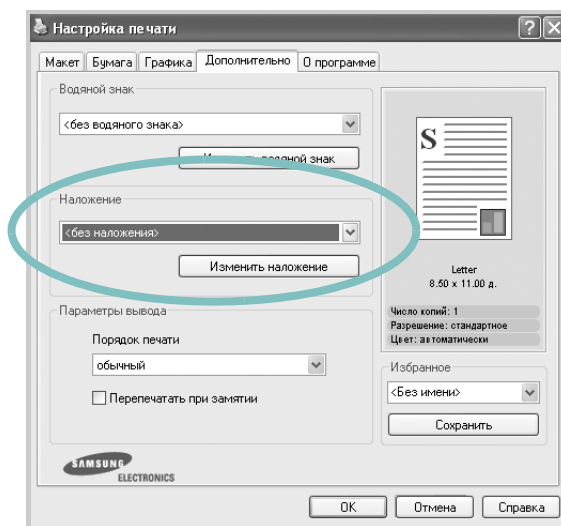 Настройка печати
Макет Бумага Графика Дополнительно О программе
Водяной знак
<без водяного знака>
водяной знак
Наложение
<без наложения>
Изменить наложение
Параметры вывода
Порядок печати
обычный
Перепечатать при замятии
S
Letter
8.50 x 11.00 д.
Число копий: 1
Разрешение: стандартное
Цвет: автоматически
Избранное
<Без имени>
Сохранить
SAMSUNG
ELECTRONICS
OK Отмена Справка